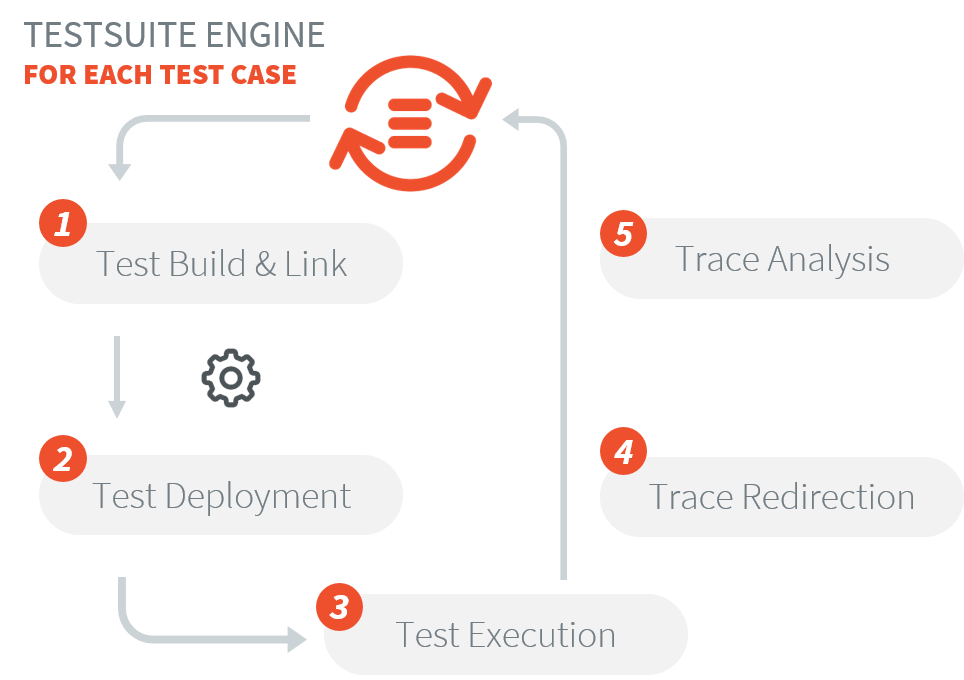 TESTSUITE ENGINE
FOR EACH TEST CASE
1
Test Build & Link
2
Test Deployment
3
Test Execution
4
Trace Redirection
5
Trace Analysis